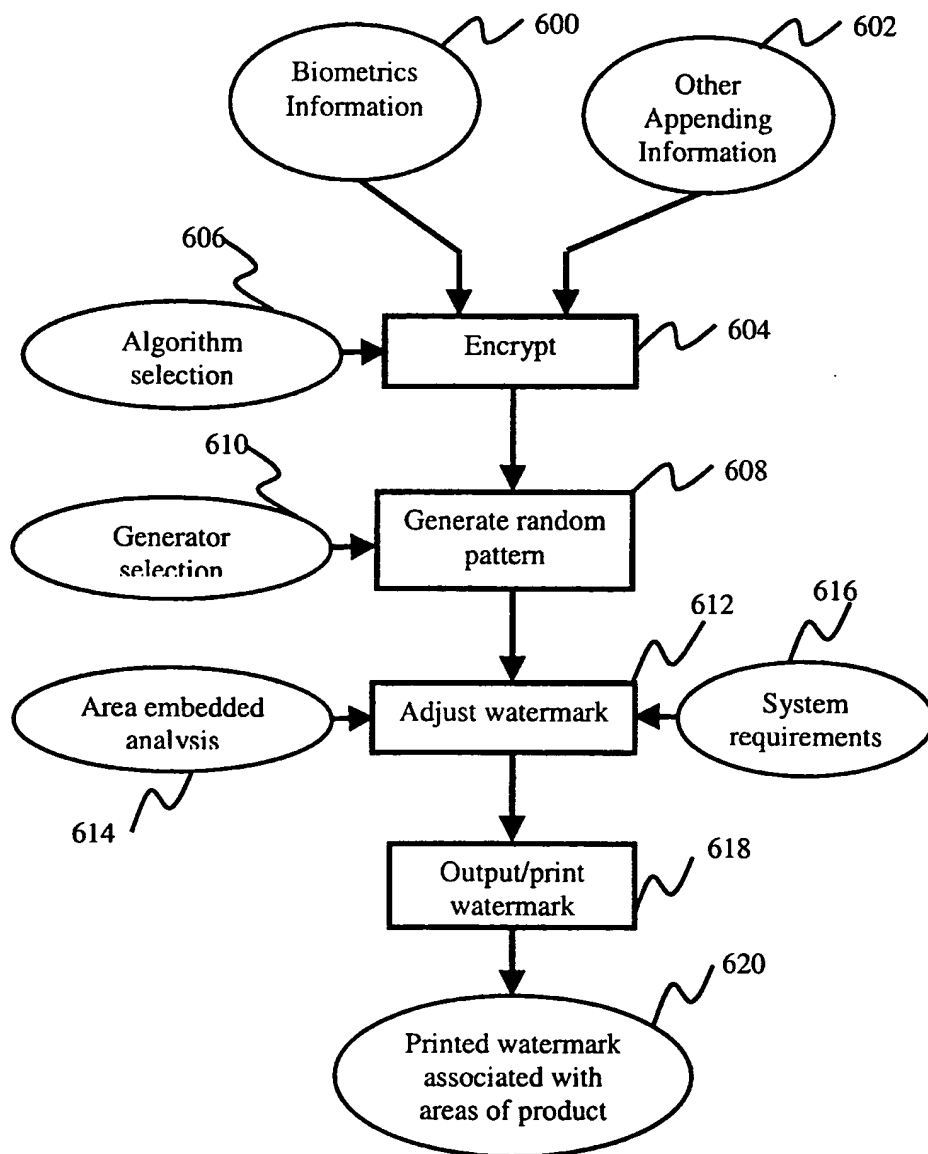 600
602
Biometrics
Information
Other
Appending
Information
606
Algorithm
selection
Encrypt
604
610
608
Generator
selection
Generate random
pattern
612
616
Area embedded
analysis
Adjust watermark
System
requirements
614
618
Output/print
watermark
620
Printed watermark
associated with
areas of product